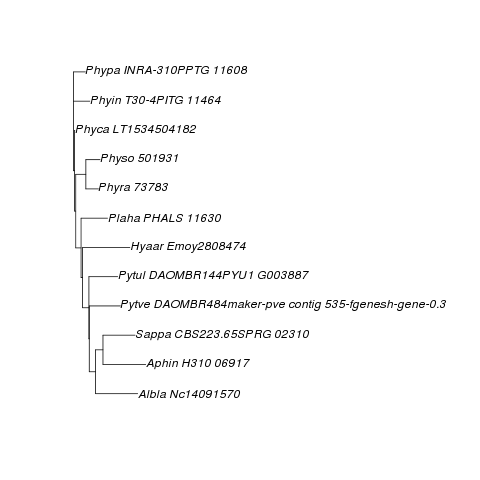 Phypa INRA-310PPTG 11608
Phyin T30-4PITG 11464
Phyca LT1534504182
Physo 501931
Phyra 73783
Plaha PHALS 11630
Hyaar Emoy2808474
Pytul DAOMBR144PYU1 G003887
Pytve DAOMBR484maker-pve contig 535-fgenesh-gene-0.3
Sappa CBS223.65SPRG 02310
Aphin H310 06917
Albla Nc14091570